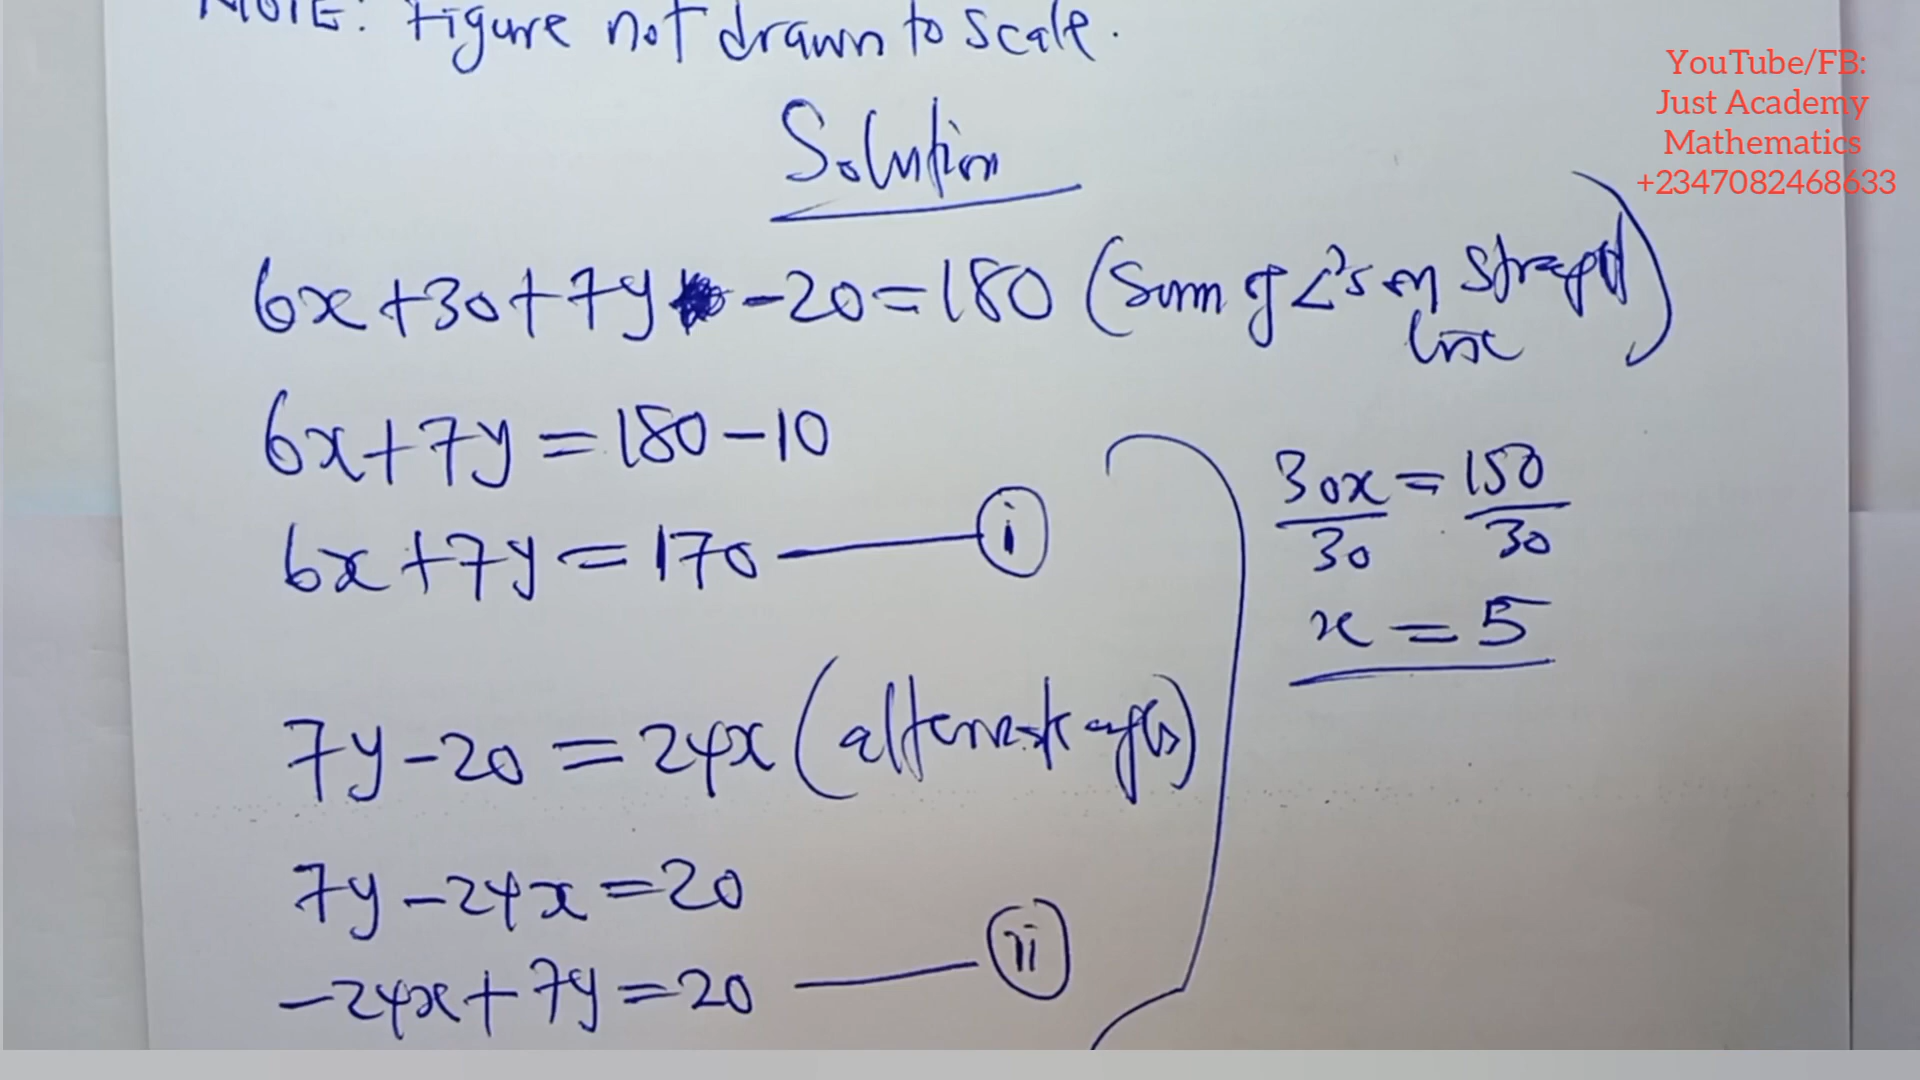 NOTE: Figure not drawn to scale.
YouTube/FB:
Just Academy
Mathematics
+2347082468633
Solution
6x+30+7y -20=180 (Sum of ∠'s on straight
line)
6x+7y=180-10
6x+7y=170 —— i
7y-20=24x (alternate angles)
7y-24x=20
-24x+7y=20 —— ii
30x = 150
30 30
x = 5